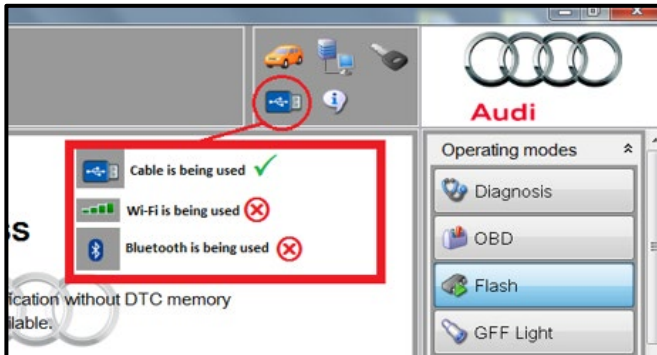 Audi
Cable is being used
Wi-Fi is being used
Bluetooth is being used
fication without DTC memory
ilable.
Operating modes
Diagnosis
OBD
Flash
GFF Light